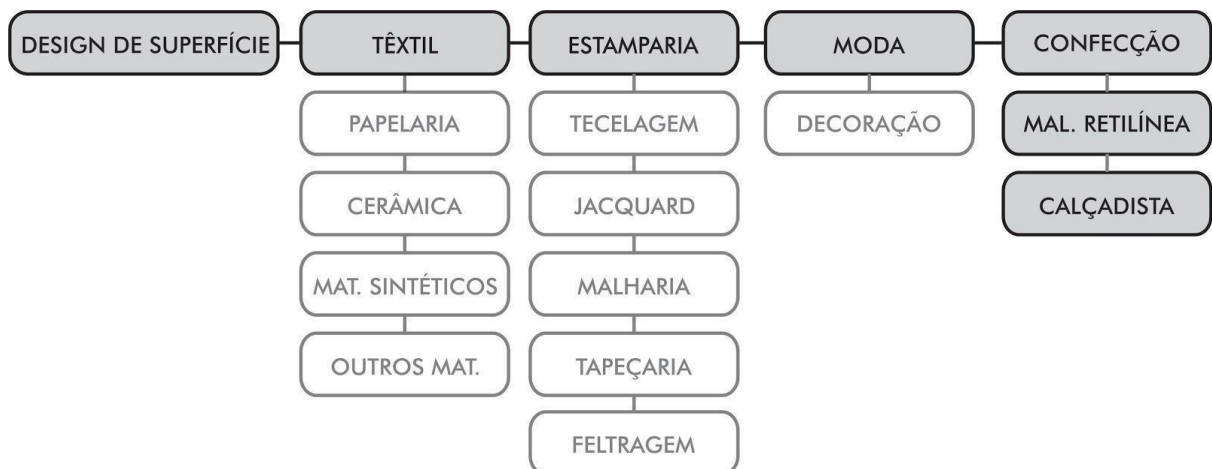 DESIGN DE SUPERFÍCIE
TÊXTIL
ESTAMPARIA
MODA
CONFECÇÃO
PAPELARIA
TECELAGEM
DECORAÇÃO
MAL. RETILÍNEA
CERÂMICA
JACQUARD
CALÇADISTA
MAT. SINTÉTICOS
MALHARIA
OUTROS MAT.
TAPEÇARIA
FELTRAGEM